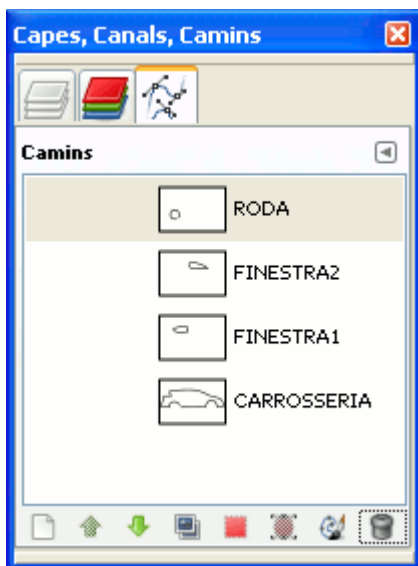 Capes, Canals, Camins
Camins
RODA
FINESTRA2
FINESTRA1
CARROSSERIA